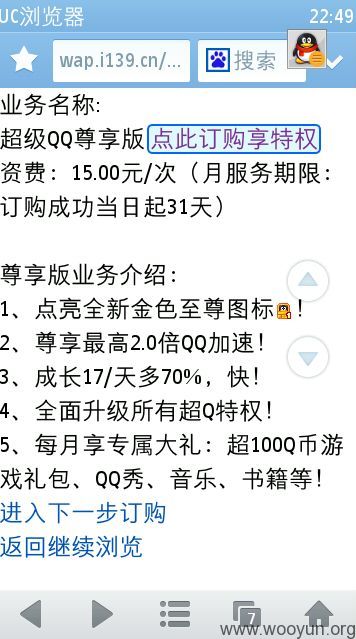 UC浏览器
22:49
wap.i139.cn/...
搜索
业务名称:
超级QQ尊享版点此订购享特权
资费：15.00元/次（月服务期限：
订购成功当日起31天）
尊享版业务介绍：
1、点亮全新金色至尊图标！
2、尊享最高2.0倍QQ加速！
3、成长17/天多70%，快！
4、全面升级所有超Q特权！
5、每月享专属大礼：超100Q币游
戏礼包、QQ秀、音乐、书籍等！
进入下一步订购
返回继续浏览
7
www.wooyun.org